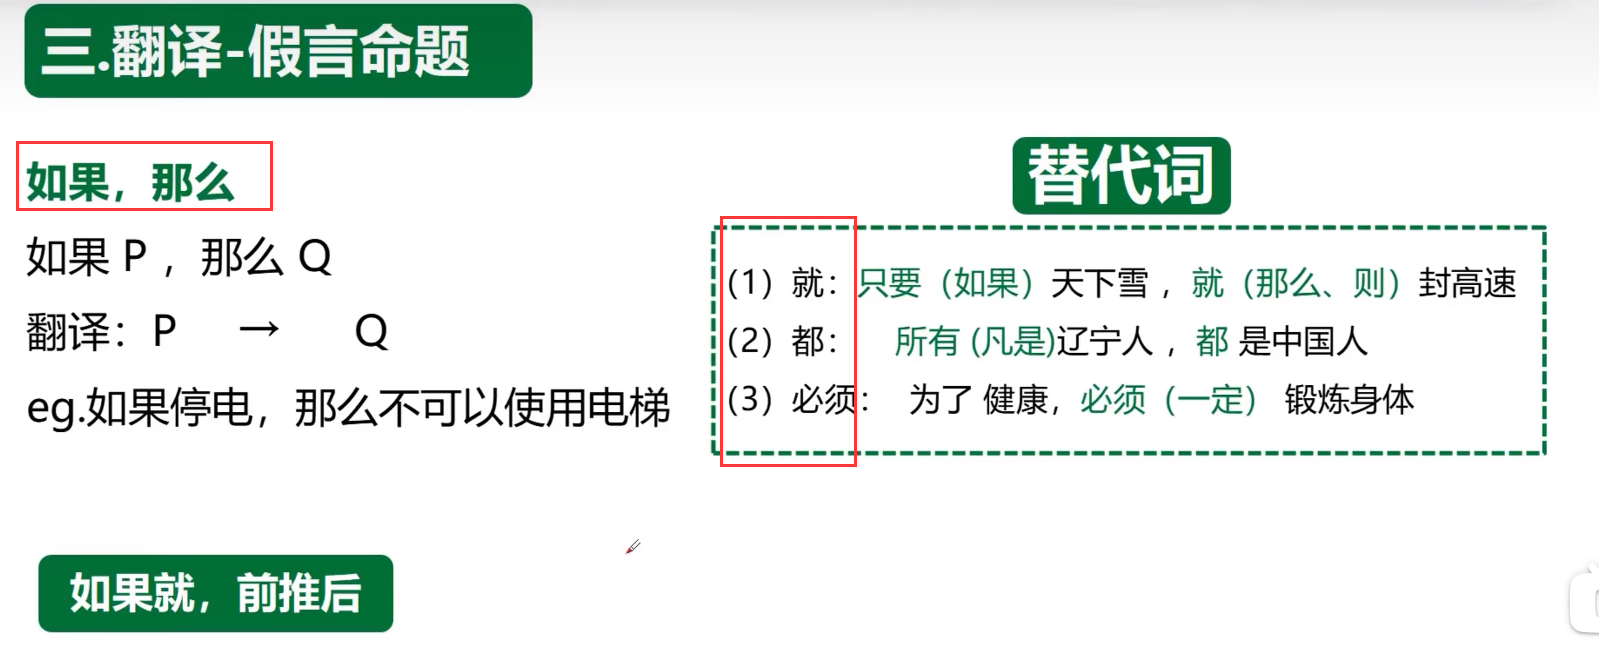 三.翻译-假言命题
如果，那么
如果 P ，那么 Q
翻译：P → Q
eg.如果停电，那么不可以使用电梯
替代词
（1）就：只要（如果）天下雪 ，就（那么、则）封高速
（2）都： 所有 (凡是)辽宁人 ，都 是中国人
（3）必须： 为了 健康，必须（一定） 锻炼身体
如果就，前推后